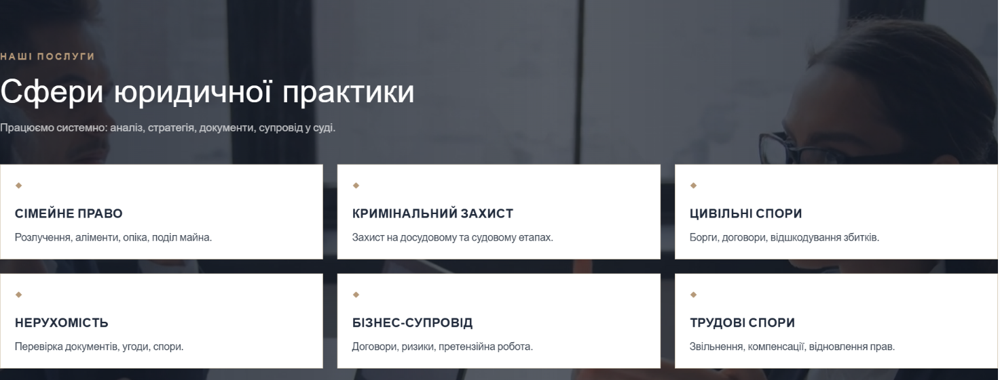 НАШІ ПОСЛУГИ
Сфери юридичної практики
Працюємо системно: аналіз, стратегія, документи, супровід у суді.
СІМЕЙНЕ ПРАВО
Розлучення, аліменти, опіка, поділ майна.
КРИМІНАЛЬНИЙ ЗАХИСТ
Захист на досудовому та судовому етапах.
ЦИВІЛЬНІ СПОРИ
Борги, договори, відшкодування збитків.
НЕРУХОМІСТЬ
Перевірка документів, угоди, спори.
БІЗНЕС-СУПРОВІД
Договори, ризики, претензійна робота.
ТРУДОВІ СПОРИ
Звільнення, компенсації, відновлення прав.